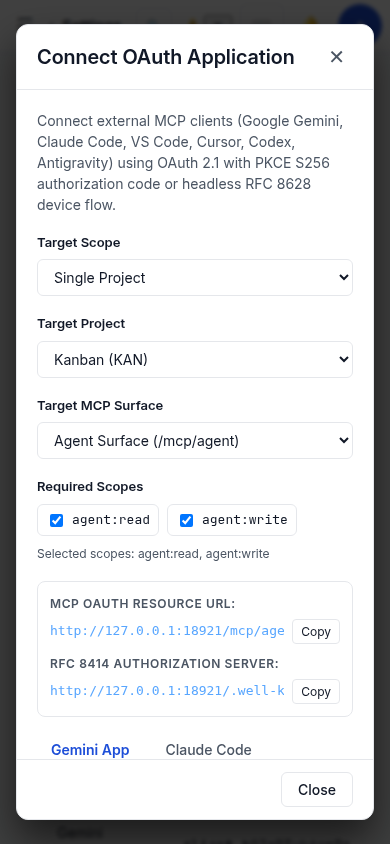 Connect OAuth Application
Connect external MCP clients (Google Gemini,
Claude Code, VS Code, Cursor, Codex,
Antigravity) using OAuth 2.1 with PKCE S256
authorization code or headless RFC 8628
device flow.
Target Scope
Single Project
Target Project
Kanban (KAN)
Target MCP Surface
Agent Surface (/mcp/agent)
Required Scopes
agent:read agent:write
Selected scopes: agent:read, agent:write
MCP OAUTH RESOURCE URL:
http://127.0.0.1:18921/mcp/age Copy
RFC 8414 AUTHORIZATION SERVER:
http://127.0.0.1:18921/.well-k Copy
Gemini App Claude Code
Close